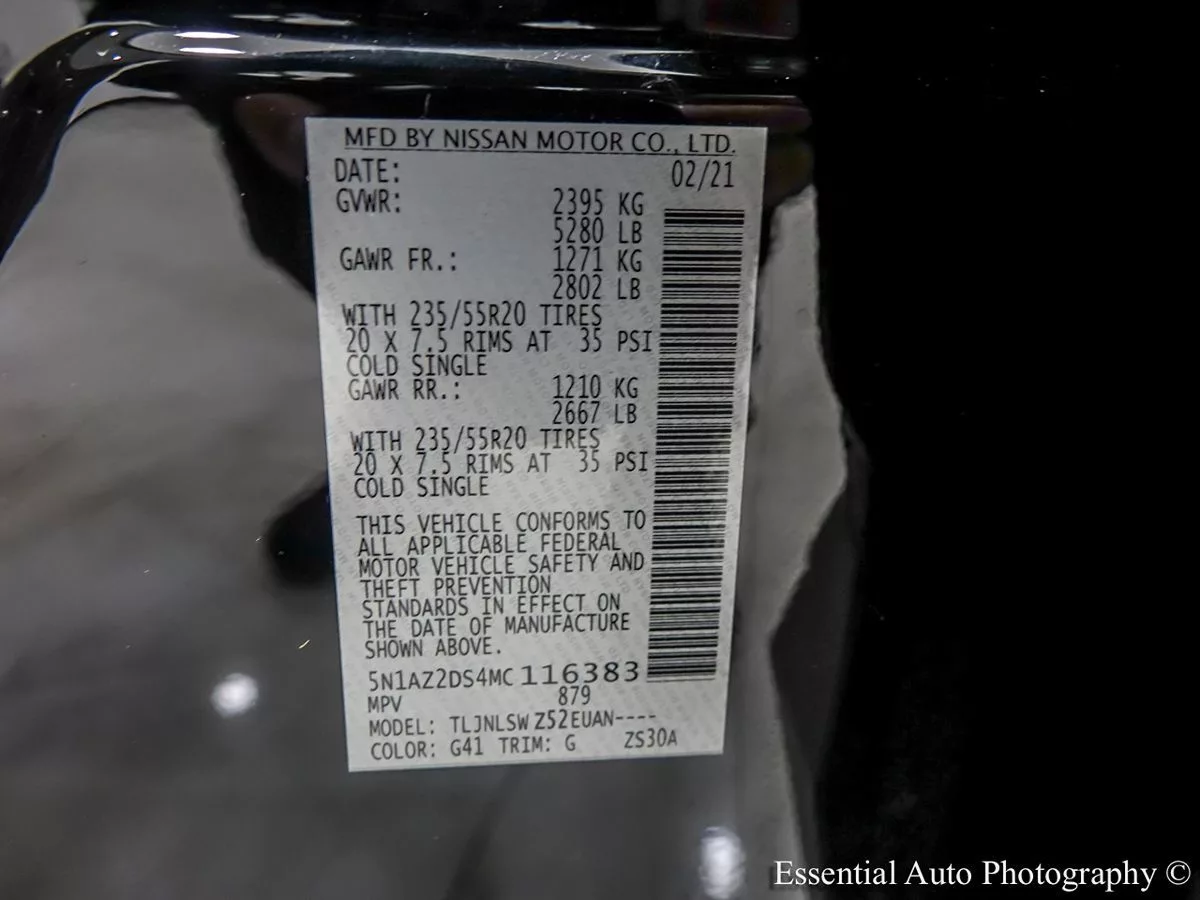 MFD BY NISSAN MOTOR CO., LTD.
DATE: 02/21
GVWR: 2395 KG
5280 LB
GAWR FR.: 1271 KG
2802 LB
WITH 235/55R20 TIRES
20 X 7.5 RIMS AT 35 PSI
COLD SINGLE
GAWR RR.: 1210 KG
2667 LB
WITH 235/55R20 TIRES
20 X 7.5 RIMS AT 35 PSI
COLD SINGLE
THIS VEHICLE CONFORMS TO
ALL APPLICABLE FEDERAL
MOTOR VEHICLE SAFETY AND
THEFT PREVENTION
STANDARDS IN EFFECT ON
THE DATE OF MANUFACTURE
SHOWN ABOVE.
5N1AZ2DS4MC116383
MPV 879
MODEL: TLJNLSWZ52EUAN----
COLOR: G41 TRIM: G ZS30A
Essential Auto Photography ©